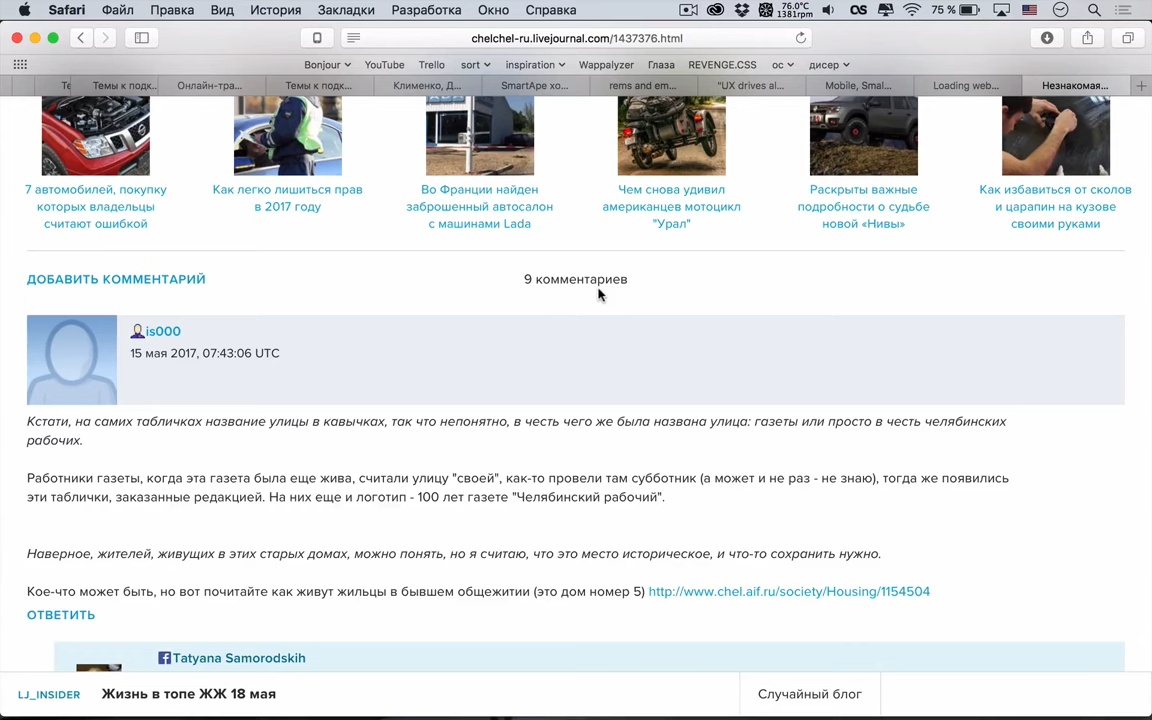 Safari Файл Правка Вид История Закладки Разработка Окно Справка 76.0°C 1381rpm 75 %
chelchel-ru.livejournal.com/1437376.html
Bonjour YouTube Trello sort inspiration Wappalyzer Глаза REVENGE.CSS ос дисер
Те Темы к подк... Онлайн-тра... Темы к подк... Клименко, Д... SmartApe хо... rems and em... "UX drives al... Mobile, Smal... Loading web... Незнакомая...
7 автомобилей, покупку которых владельцы считают ошибкой
Как легко лишиться прав в 2017 году
Во Франции найден заброшенный автосалон с машинами Lada
Чем снова удивил американцев мотоцикл "Урал"
Раскрыты важные подробности о судьбе новой «Нивы»
Как избавиться от сколов и царапин на кузове своими руками
ДОБАВИТЬ КОММЕНТАРИЙ 9 комментариев
is000
15 мая 2017, 07:43:06 UTC
Кстати, на самих табличках название улицы в кавычках, так что непонятно, в честь чего же была названа улица: газеты или просто в честь челябинских
рабочих.
Работники газеты, когда эта газета была еще жива, считали улицу "своей", как-то провели там субботник (а может и не раз - не знаю), тогда же появились
эти таблички, заказанные редакцией. На них еще и логотип - 100 лет газете "Челябинский рабочий".
Наверное, жителей, живущих в этих старых домах, можно понять, но я считаю, что это место историческое, и что-то сохранить нужно.
Кое-что может быть, но вот почитайте как живут жильцы в бывшем общежитии (это дом номер 5) http://www.chel.aif.ru/society/Housing/1154504
ОТВЕТИТЬ
Tatyana Samorodskih
LJ_INSIDER Жизнь в топе ЖЖ 18 мая Случайный блог